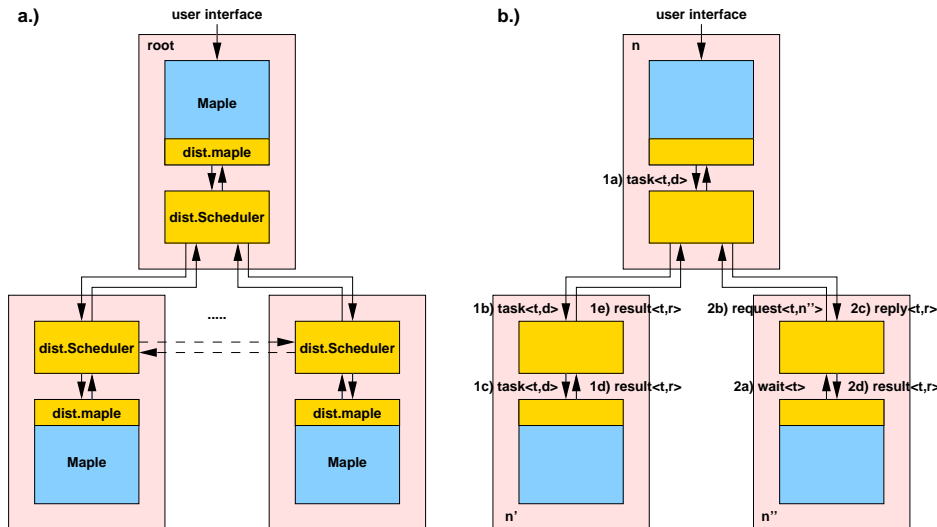 a.)
user interface
root
Maple
dist.maple
dist.Scheduler
.....
dist.Scheduler
dist.Scheduler
dist.maple
dist.maple
Maple
Maple
b.)
user interface
n
1a) task<t,d>
1b) task<t,d>
1e) result<t,r>
2b) request<t,n''>
2c) reply<t,r>
1c) task<t,d>
1d) result<t,r>
2a) wait<t>
2d) result<t,r>
n'
n''